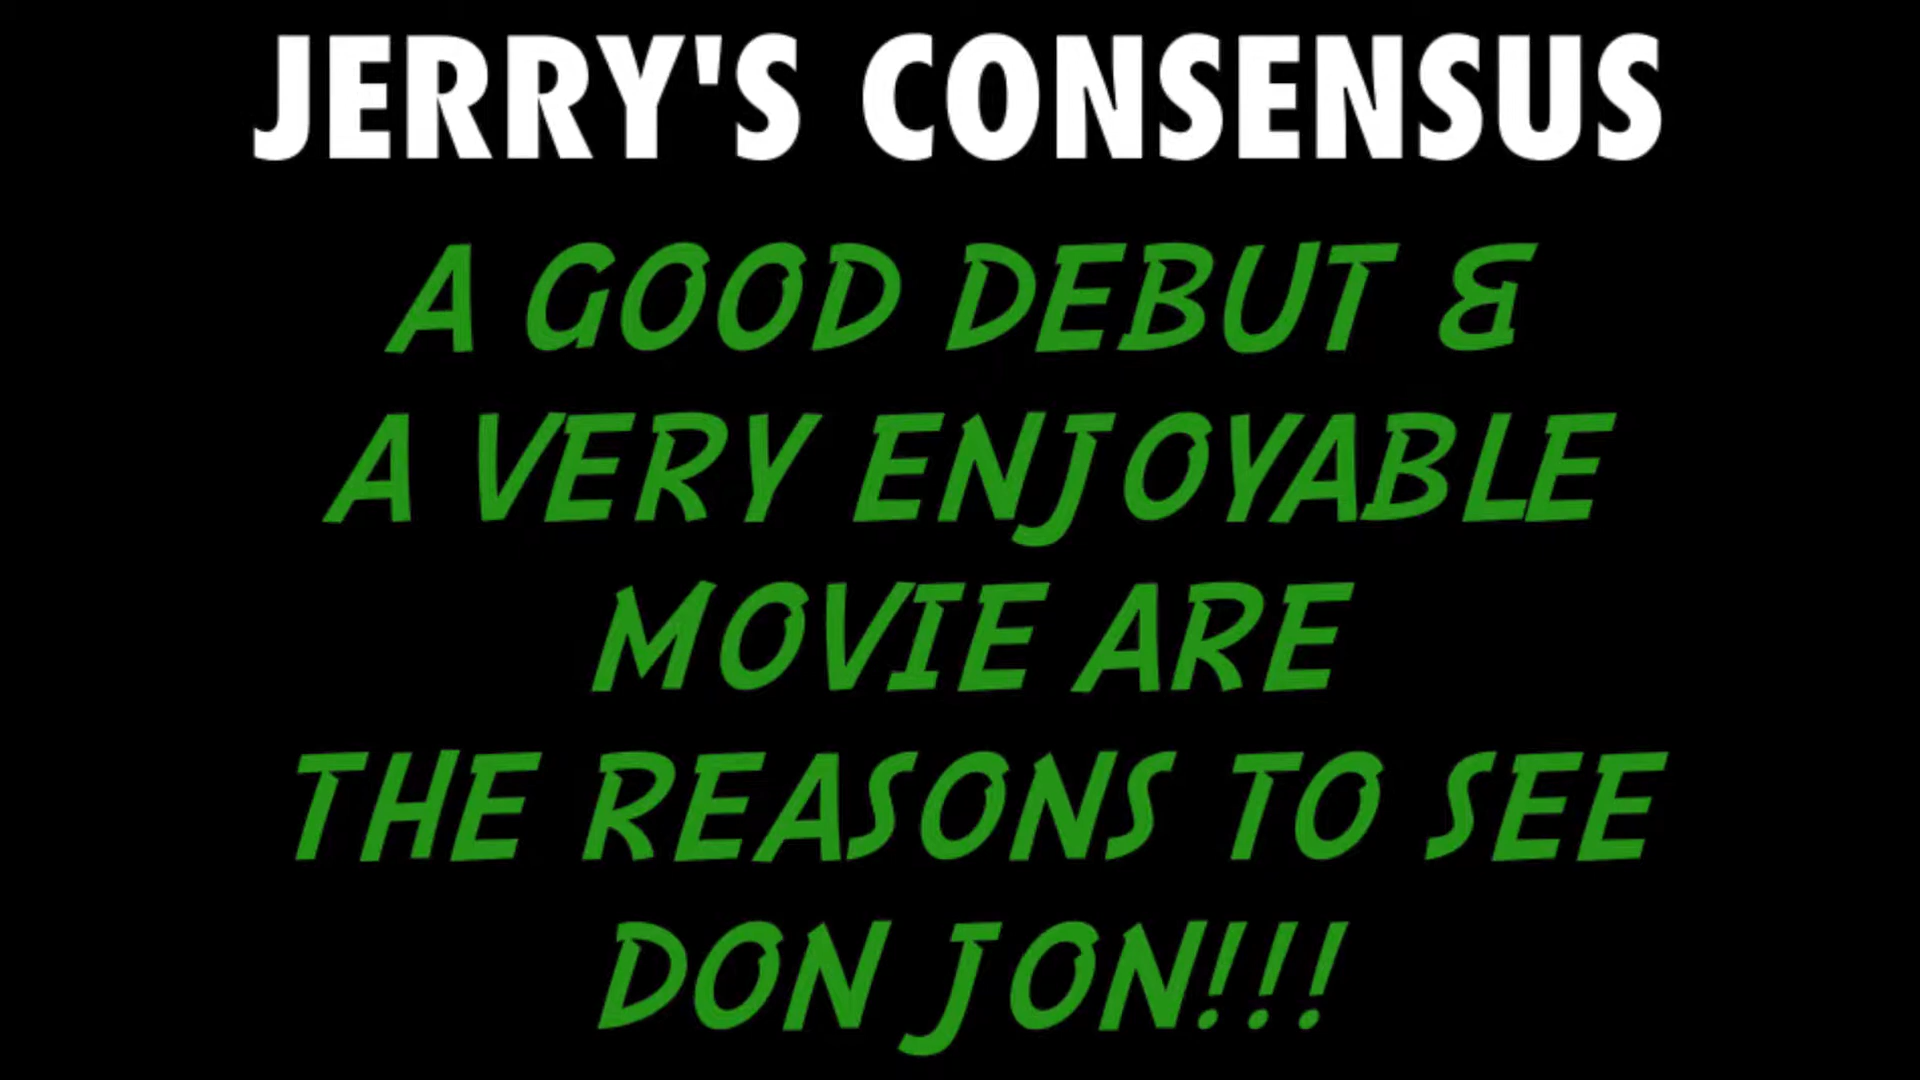 JERRY'S CONSENSUS
A GOOD DEBUT &
A VERY ENJOYABLE
MOVIE ARE
THE REASONS TO SEE
DON JON!!!